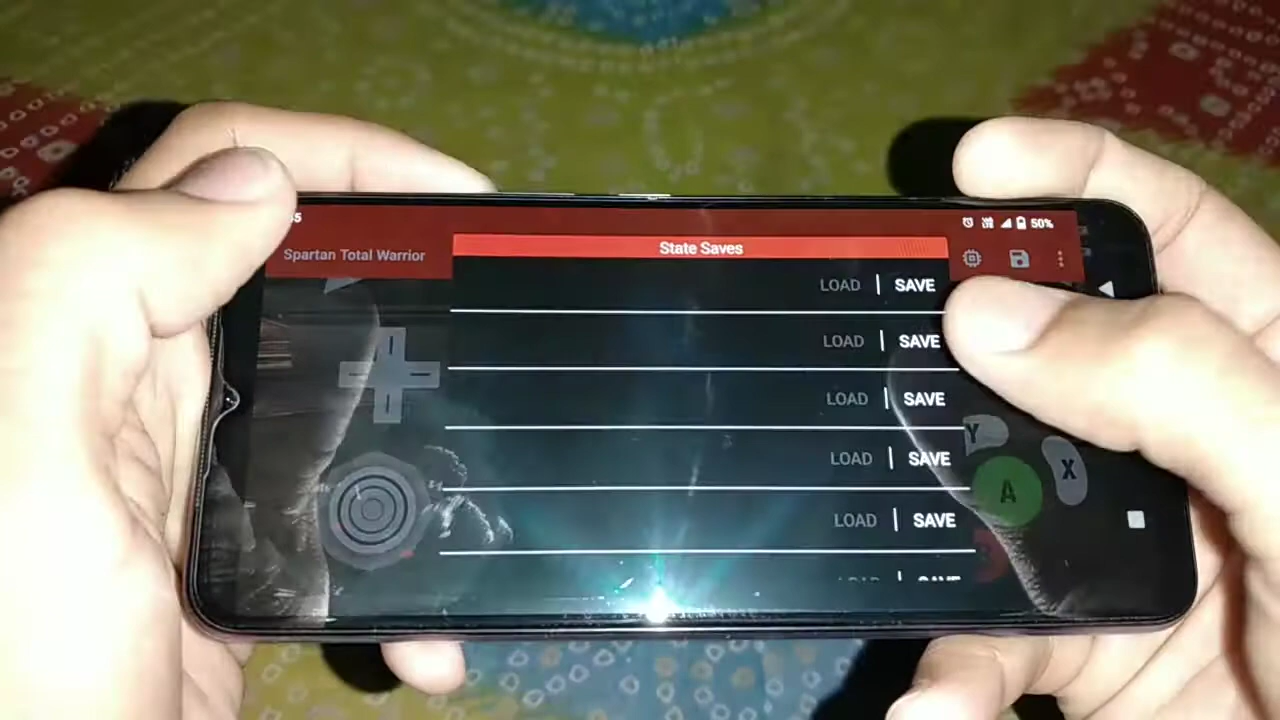 50%
Spartan Total Warrior
State Saves
LOAD | SAVE
LOAD | SAVE
LOAD | SAVE
LOAD | SAVE
LOAD | SAVE
Y
X
A